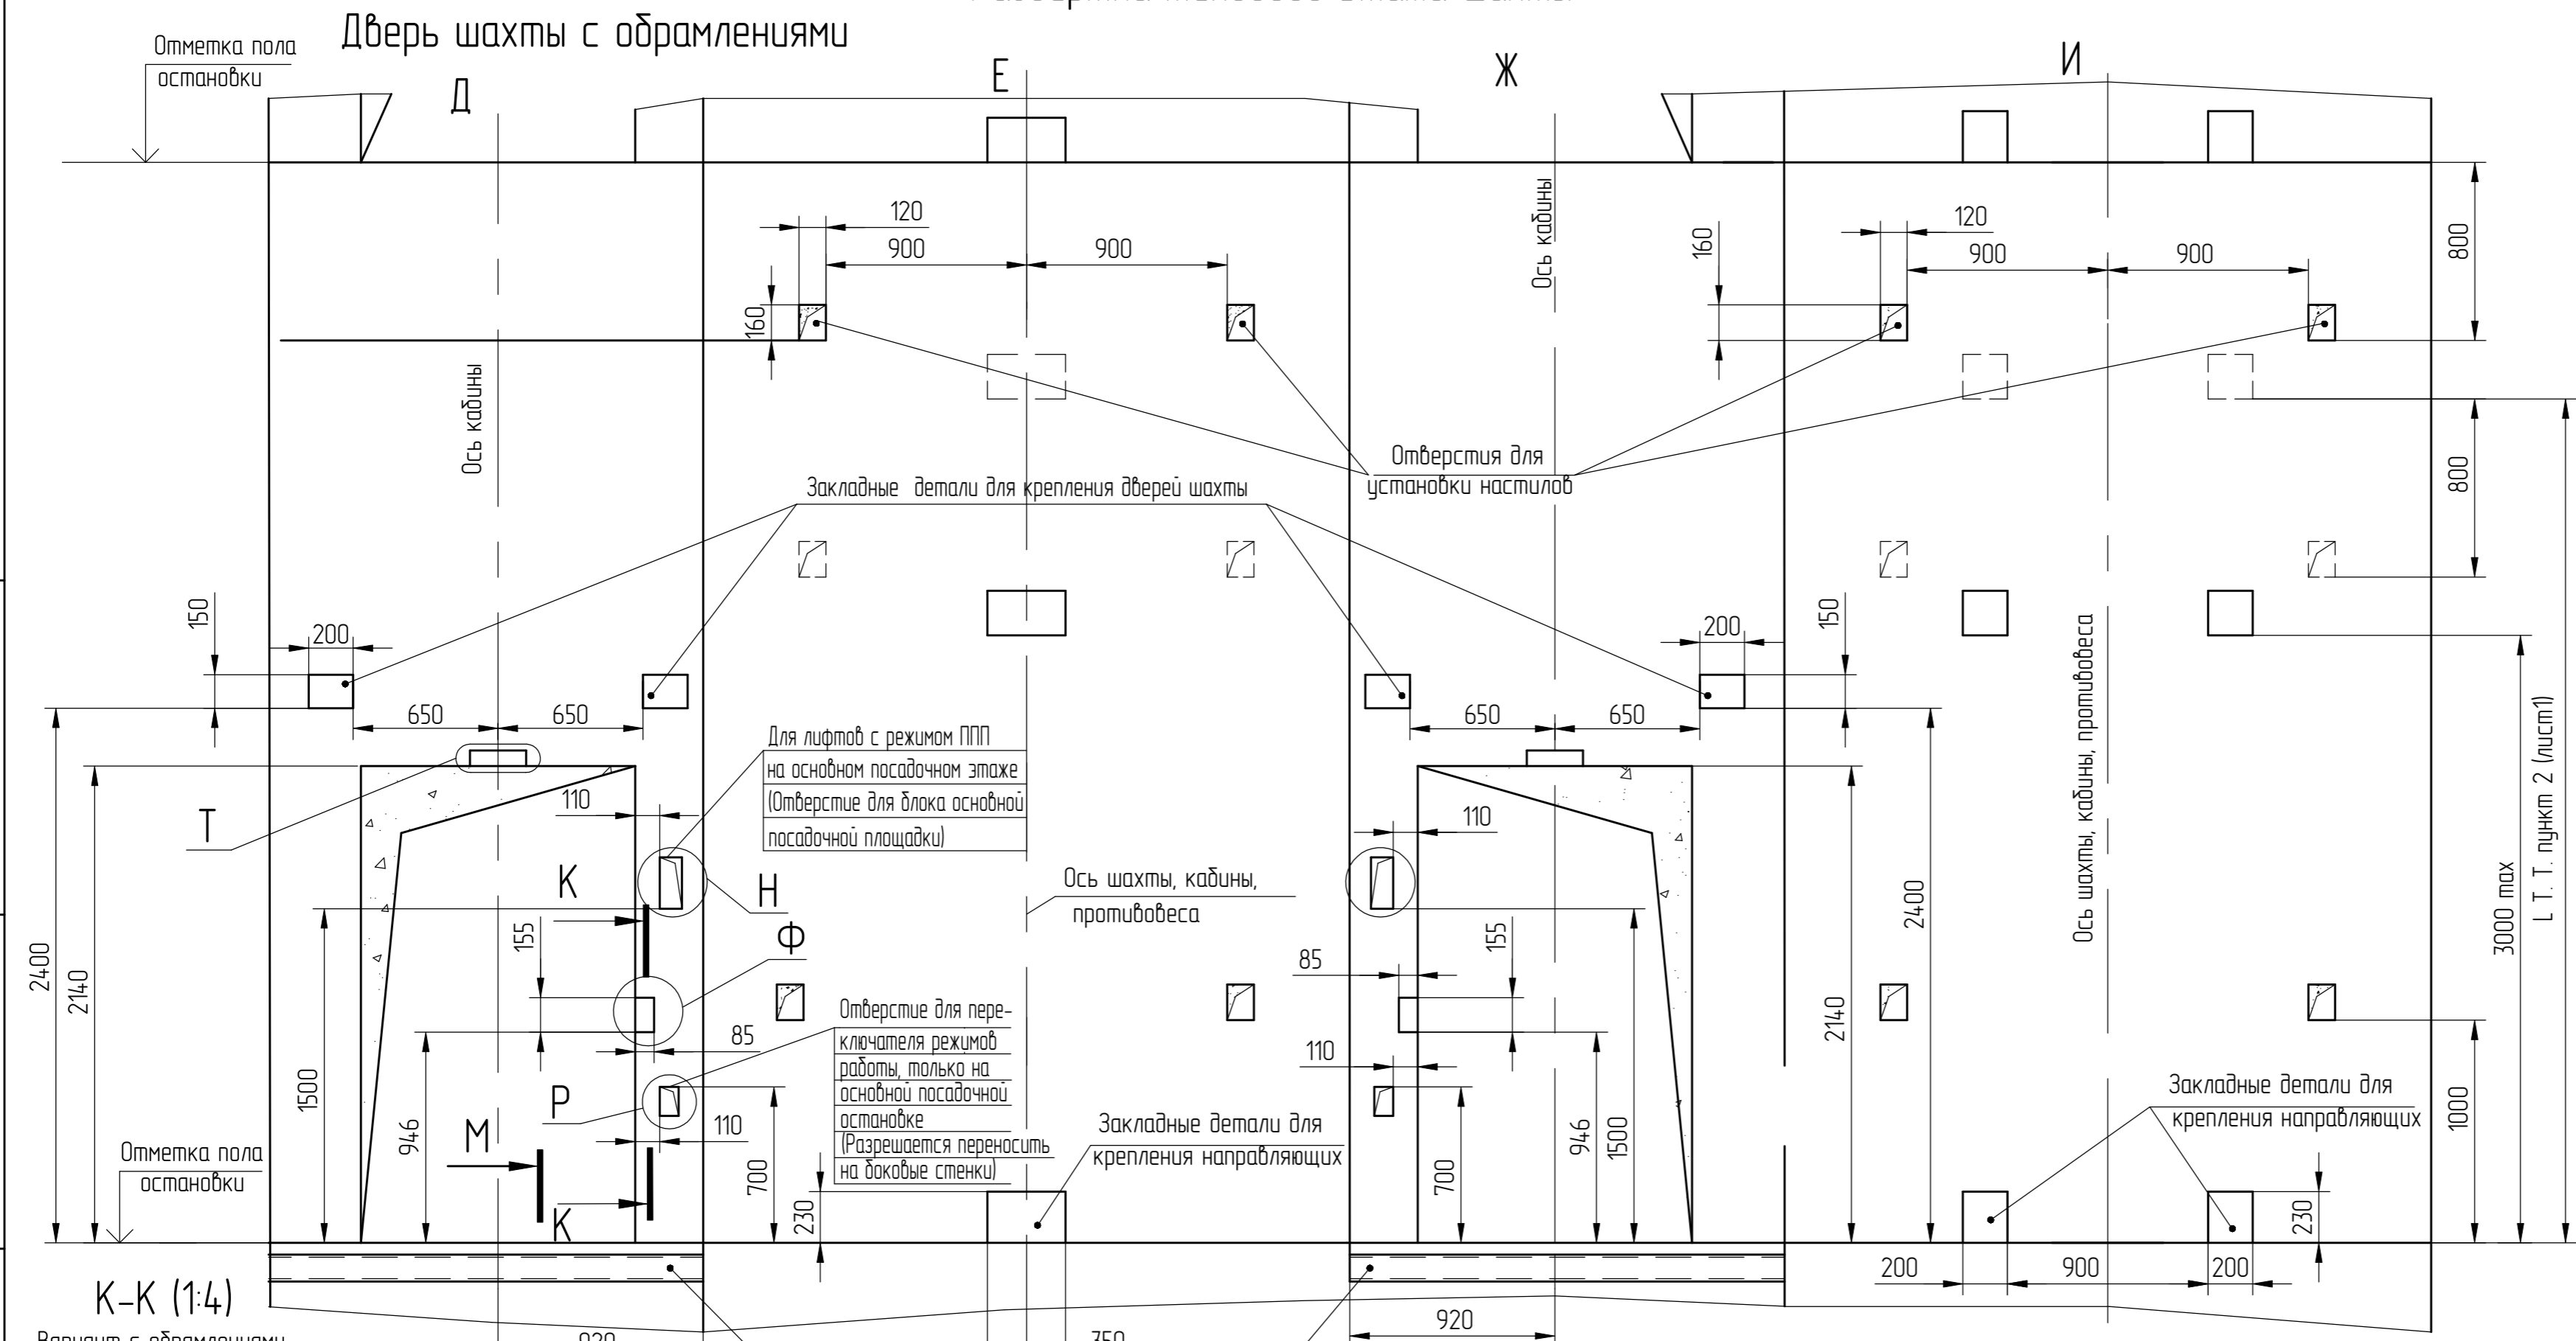 Дверь шахты с обрамлениями
Отметка пола
остановки
Д
Е
Ж
И
120
900
900
160
Ось кабины
160
120
900
900
800
Ось кабины
Отверстия для
установки настилов
Закладные детали для крепления дверей шахты
800
150
200
650
650
650
650
200
150
Для лифтов с режимом ППП
на основном посадочном этаже
(Отверстие для блока основной
посадочной площадки)
Т
110
110
К
Н
Ф
Ось шахты, кабины,
противовеса
Ось шахты, кабины, противовеса
3000 max
L Т. Т. пункт 2 (лист1)
2400
2140
1500
155
946
85
85
155
Отверстие для пере-
ключателя режимов
работы, только на
основной посадочной
остановке
(Разрешается переносить
на боковые стенки)
Р
110
700
110
700
946
1500
2140
2400
1000
М
К
Отметка пола
остановки
230
Закладные детали для
крепления направляющих
Закладные детали для
крепления направляющих
230
200
900
200
К-К (1:4)
Вариант с обрамлениями
920
350
920